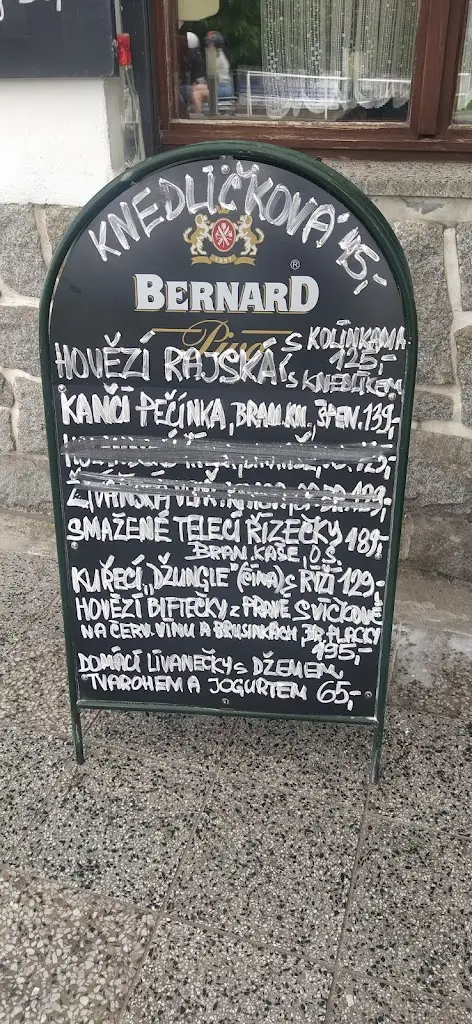 KNEDLÍČKOVÁ 45,-
®
BERNARD
Pivo
HOVĚZÍ RAJSKÁ S KOLÍNKAMA
125,-
S KNEDLÍKEM
KANČÍ PEČÍNKA, BRAM.KN., ŠPEN. 139,-
SMAŽENÉ TELECÍ ŘÍZEČKY 189,-
BRAM. KAŠE, O.S.
KUŘECÍ „DŽUNGLE" (ČÍNA) S RÝŽÍ 129,-
HOVĚZÍ BIFTEČKY Z PRAVÉ SVÍČKOVÉ
NA ČERV. VÍNU A BRUSINKÁCH, BR. PLACKY
195,-
DOMÁCÍ LÍVANEČKY S DŽEMEM,
TVAROHEM A JOGURTEM 65,-